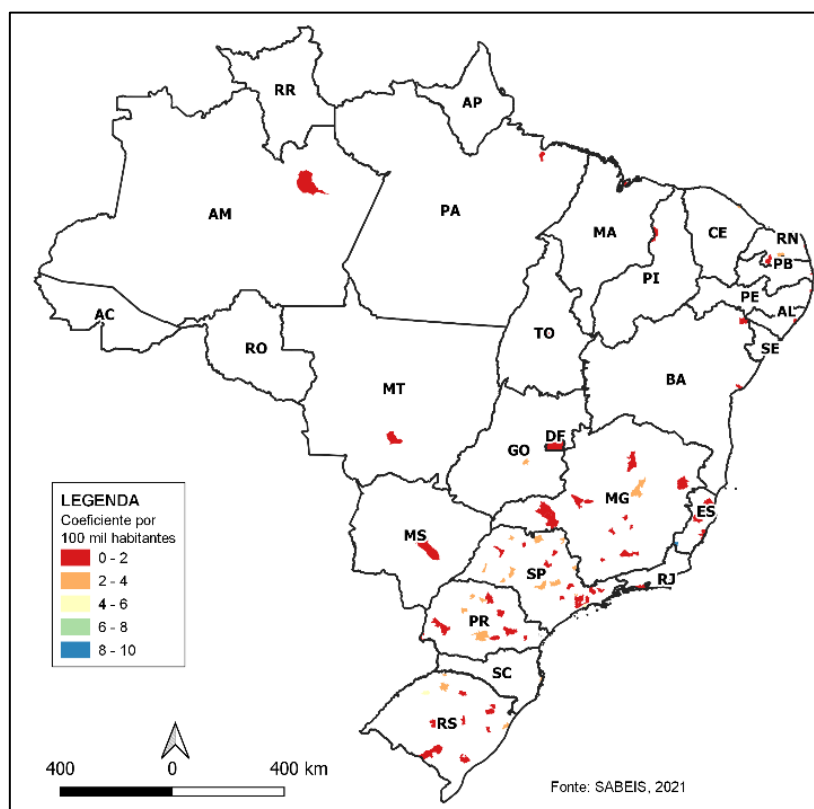 RR
AP
AM
PA
MA
CE
RN
PB
PI
PE
AL
SE
AC
TO
RO
BA
MT
DF
GO
MG
ES
MS
SP
RJ
PR
SC
RS
LEGENDA
Coeficiente por
100 mil habitantes
0 - 2
2 - 4
4 - 6
6 - 8
8 - 10
400 0 400 km
Fonte: SABEIS, 2021